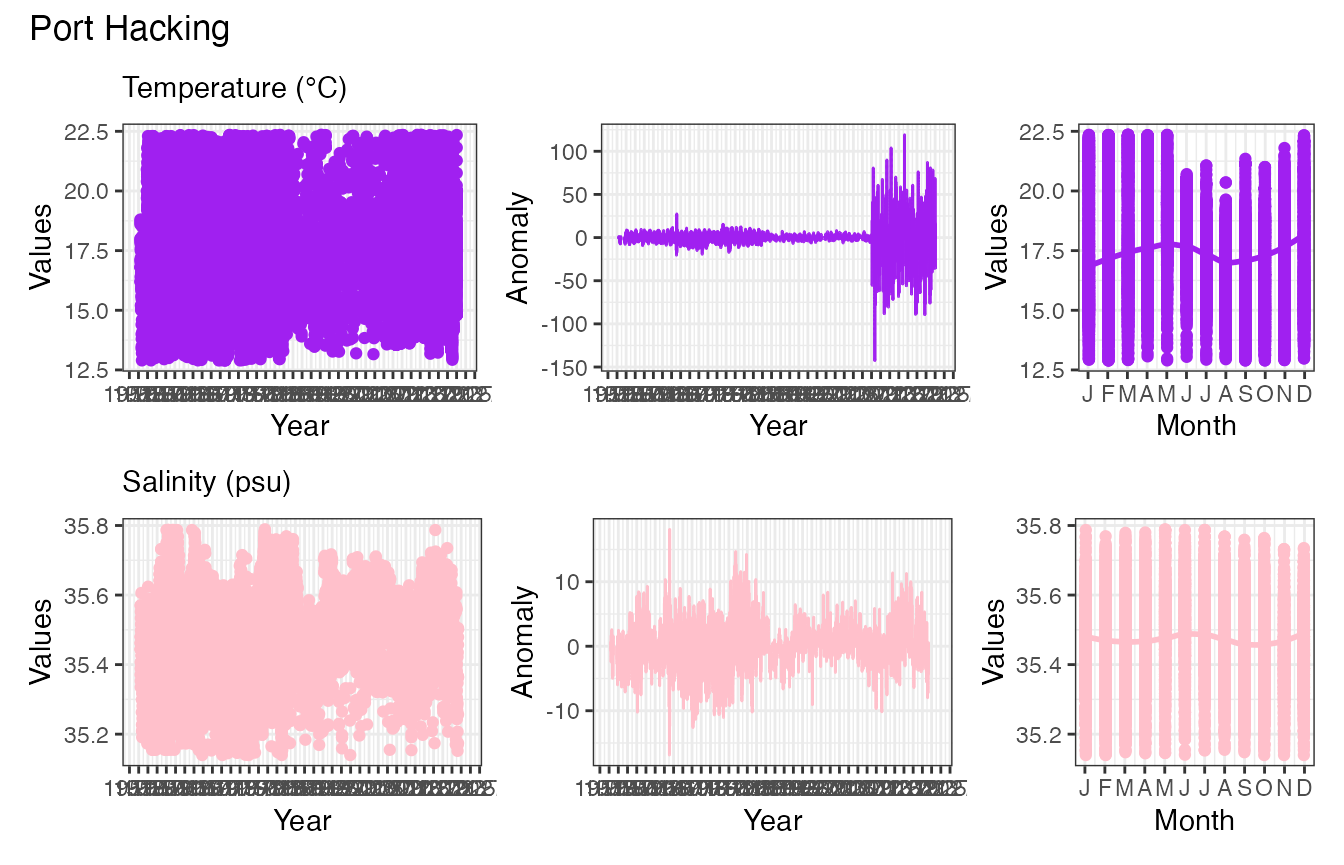 Port Hacking
Temperature (°C)
Values
22.5
20.0
17.5
15.0
12.5
Year
Anomaly
100
50
0
-50
-100
-150
Year
Values
22.5
20.0
17.5
15.0
12.5
J F M A M J J A S O N D
Month
Salinity (psu)
Values
35.8
35.6
35.4
35.2
Year
Anomaly
10
0
-10
Year
Values
35.8
35.6
35.4
35.2
J F M A M J J A S O N D
Month